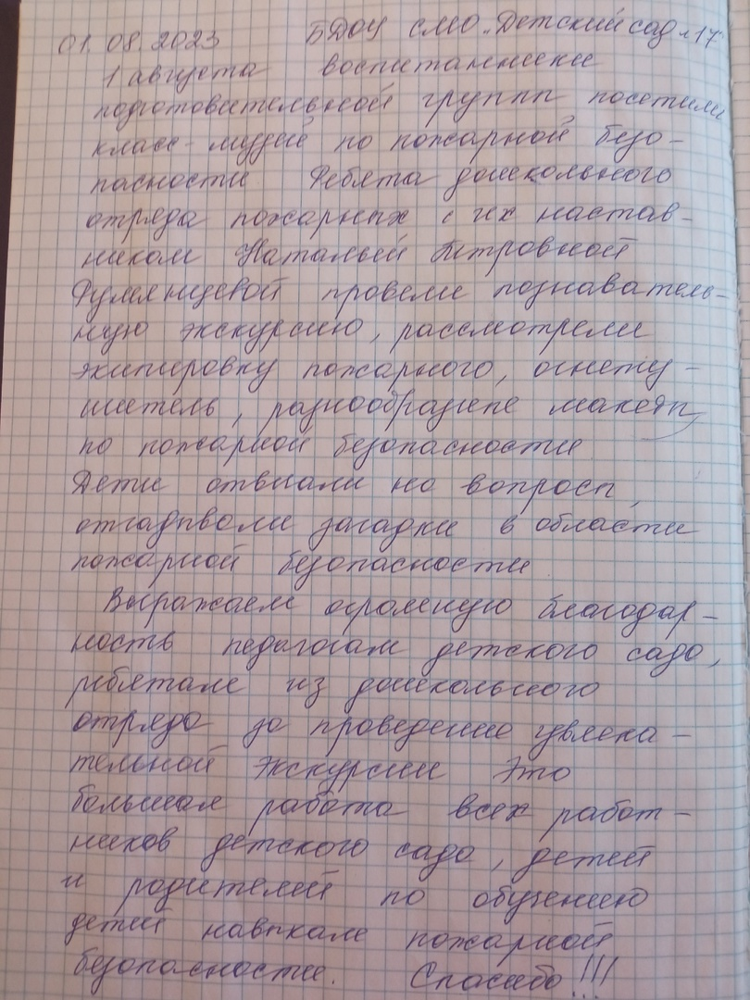 01.08.2023 БДОУ СМО "Детский сад №17"
1 августа воспитанники
подготовительной групп посетили
класс-музей по пожарной безо-
пасности Ребята дошкольного
отряда пожарных с их настав-
ником Натальей Петровной
Румянцевой провели познаватель-
ную экскурсию, рассмотрели
экипировку пожарного, огнету-
шитель, разнообразные макеты
по пожарной безопасности
Дети отвечали на вопросы,
отгадывали загадки в области
пожарной безопасности
Выражаем огромную благодар-
ность педагогам детского сада,
ребятам из дошкольного
отряда за проведение увлека-
тельной экскурсии Это
большая работа всех работ-
ников детского сада, детей
и родителей по обучению
детей навыкам пожарной
безопасности. Спасибо!!!